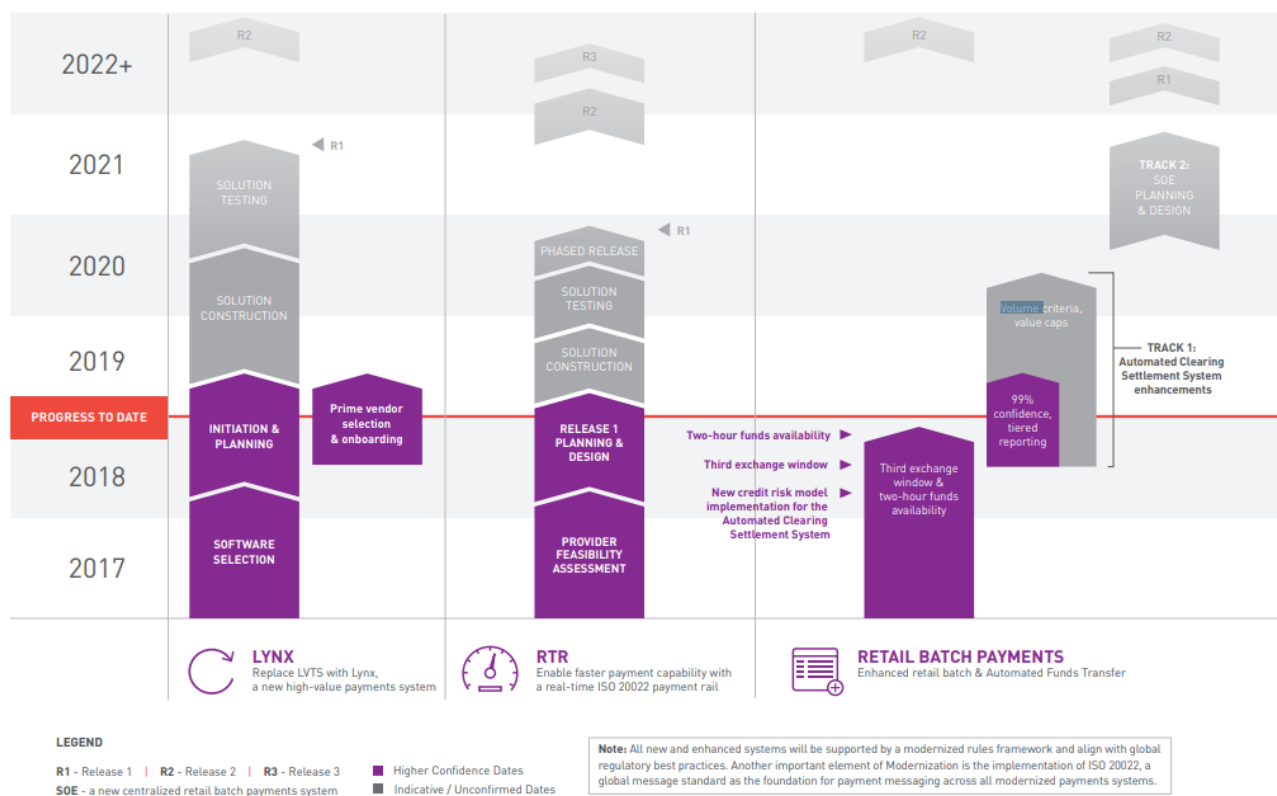 2022+
2021
2020
2019
PROGRESS TO DATE
2018
2017
R2
R1
SOLUTION
TESTING
SOLUTION
CONSTRUCTION
INITIATION &
PLANNING
SOFTWARE
SELECTION
Prime vendor
selection
& onboarding
R3
R2
R1
PHASED RELEASE
SOLUTION
TESTING
SOLUTION
CONSTRUCTION
RELEASE 1
PLANNING &
DESIGN
PROVIDER
FEASIBILITY
ASSESSMENT
R2
Two-hour funds availability
Third exchange window
New credit risk model
implementation for the
Automated Clearing
Settlement System
Third exchange
window &
two-hour funds
availability
Volume criteria,
value caps
99%
confidence,
tiered
reporting
R2
R1
TRACK 2:
SOE
PLANNING
& DESIGN
TRACK 1:
Automated Clearing
Settlement System
enhancements
LYNX
Replace LVTS with Lynx,
a new high-value payments system
RTR
Enable faster payment capability with
a real-time ISO 20022 payment rail
RETAIL BATCH PAYMENTS
Enhanced retail batch & Automated Funds Transfer
LEGEND
R1 - Release 1 | R2 - Release 2 | R3 - Release 3
SOE - a new centralized retail batch payments system
Higher Confidence Dates
Indicative / Unconfirmed Dates
Note: All new and enhanced systems will be supported by a modernized rules framework and align with global
regulatory best practices. Another important element of Modernization is the implementation of ISO 20022, a
global message standard as the foundation for payment messaging across all modernized payments systems.